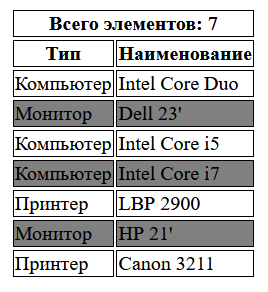 Всего элементов: 7
Тип Наименование
Компьютер Intel Core Duo
Монитор Dell 23'
Компьютер Intel Core i5
Компьютер Intel Core i7
Принтер LBP 2900
Монитор HP 21'
Принтер Canon 3211